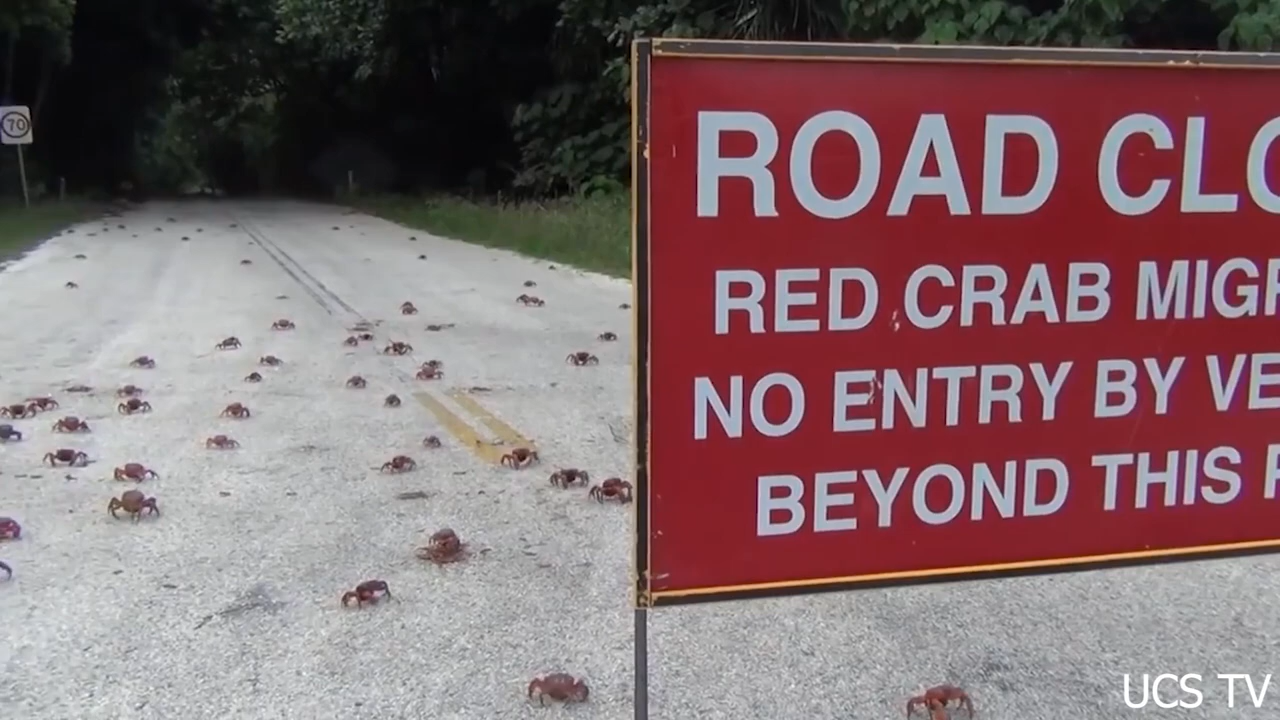 70
ROAD CLO
RED CRAB MIGR
NO ENTRY BY VE
BEYOND THIS P
UCS TV